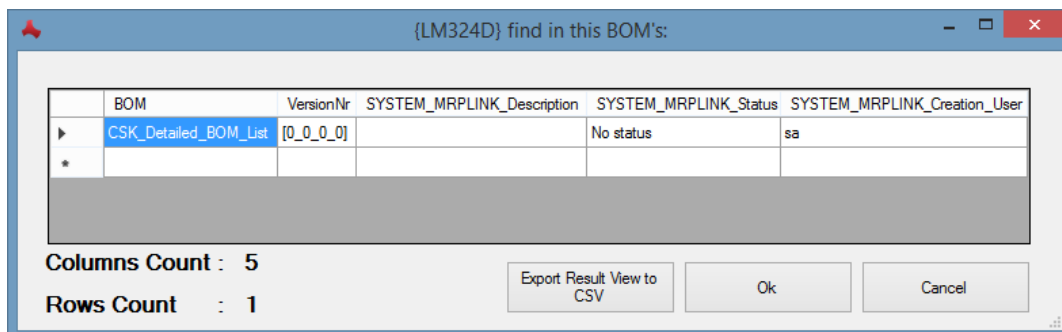 {LM324D} find in this BOM's:
BOM VersionNr SYSTEM_MRPLINK_Description SYSTEM_MRPLINK_Status SYSTEM_MRPLINK_Creation_User
CSK_Detailed_BOM_List [0_0_0_0] No status sa
Columns Count : 5
Rows Count : 1
Export Result View to
CSV
Ok
Cancel